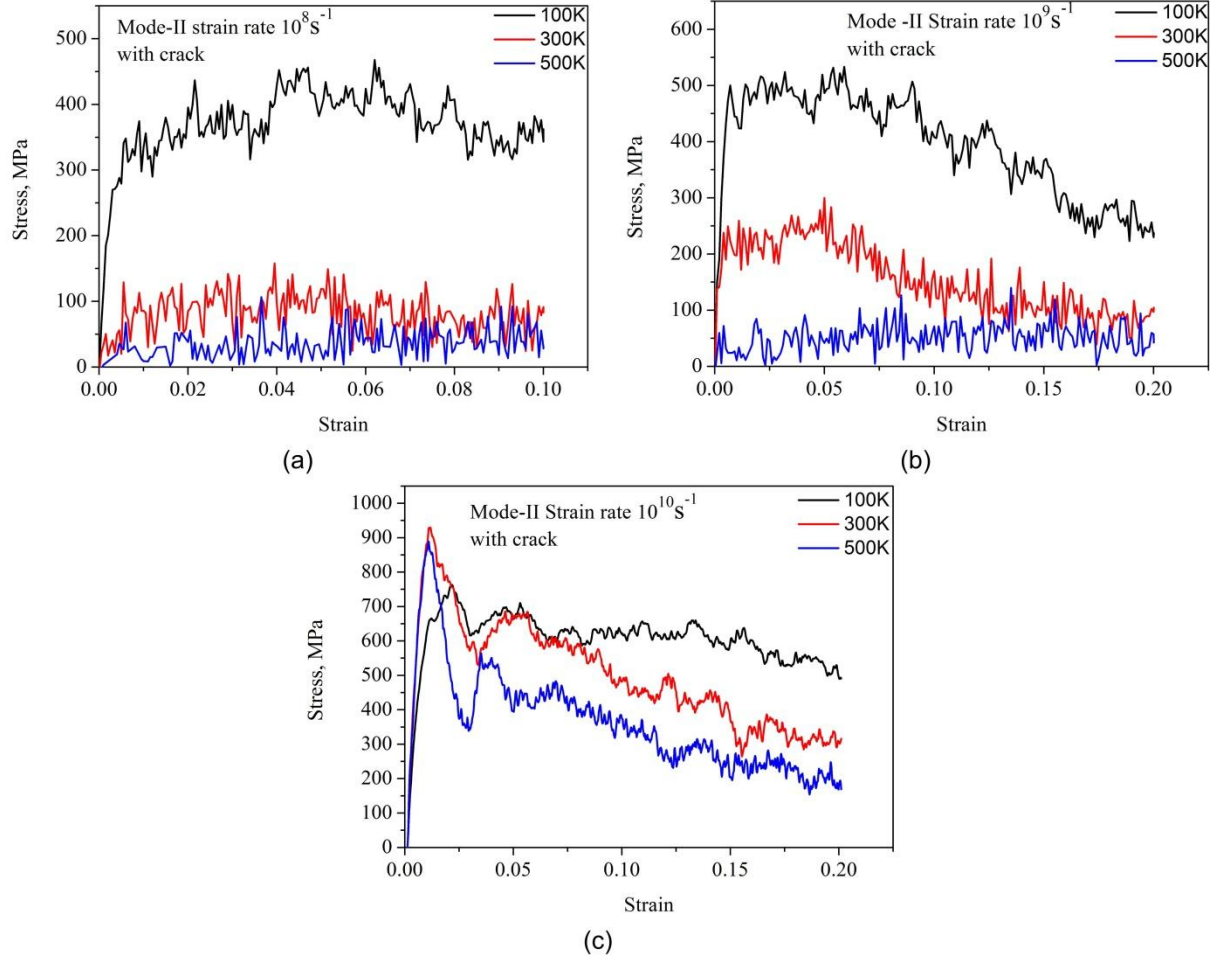 Mode-II strain rate 10⁸s⁻¹
with crack
100K
300K
500K
500
400
300
200
100
0
Stress, MPa
0.00
0.02
0.04
0.06
0.08
0.10
Strain
(a)
Mode -II Strain rate 10⁹s⁻¹
with crack
100K
300K
500K
600
500
400
300
200
100
0
Stress, MPa
0.00
0.05
0.10
0.15
0.20
Strain
(b)
Mode-II Strain rate 10¹⁰s⁻¹
with crack
100K
300K
500K
1000
900
800
700
600
500
400
300
200
100
0
Stress, MPa
0.00
0.05
0.10
0.15
0.20
Strain
(c)